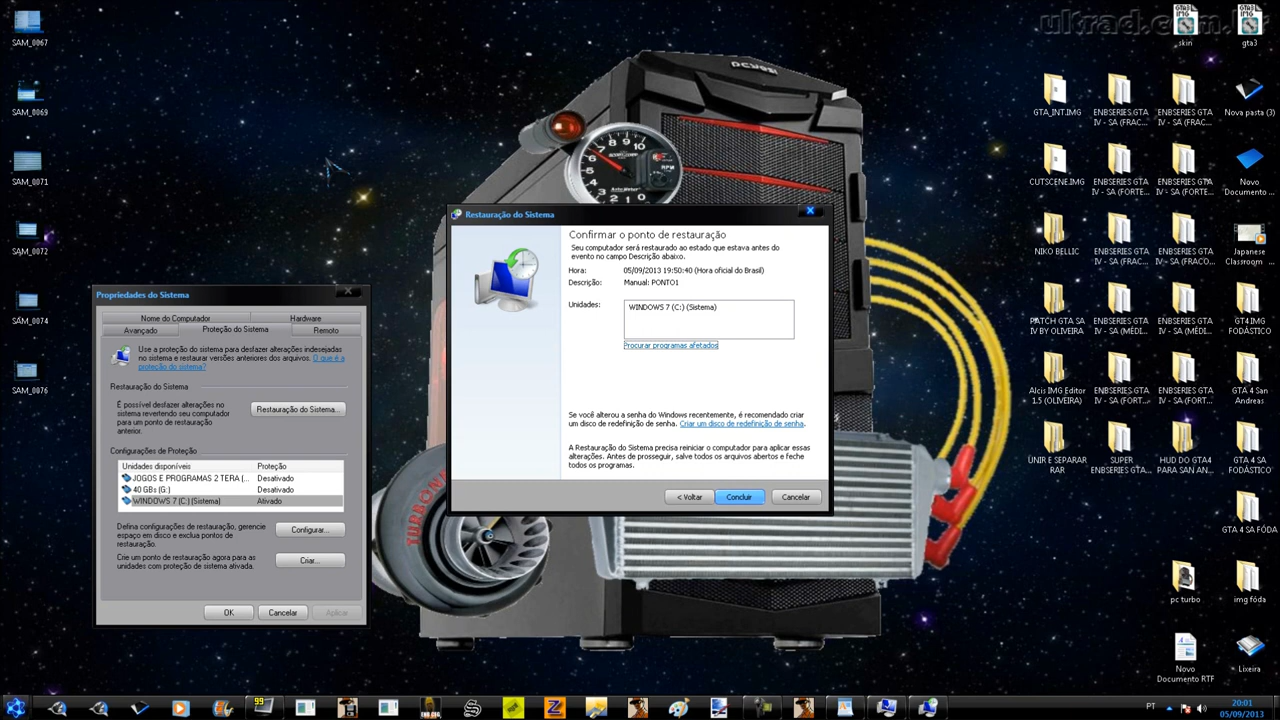 SAM_0067
SAM_0069
SAM_0071
SAM_0072
SAM_0074
SAM_0076
Propriedades do Sistema
Nome do Computador
Hardware
Avançado
Proteção do Sistema
Remoto
Use a proteção do sistema para desfazer alterações indesejadas
no sistema e restaurar versões anteriores dos arquivos. O que é a
proteção do sistema?
Restauração do Sistema
É possível desfazer alterações no
sistema revertendo seu computador
para um ponto de restauração
anterior.
Restauração do Sistema...
Configurações de Proteção
Unidades disponíveis
Proteção
JOGOS E PROGRAMAS 2 TERA (...
Desativado
40 GBs (G:)
Desativado
WINDOWS 7 (C:) (Sistema)
Ativado
Defina configurações de restauração, gerencie
espaço em disco e exclua pontos de
restauração.
Configurar...
Crie um ponto de restauração agora para as
unidades com proteção de sistema ativada.
Criar...
OK
Cancelar
Aplicar
Restauração do Sistema
Confirmar o ponto de restauração
Seu computador será restaurado ao estado que estava antes do
evento no campo Descrição abaixo.
Hora:
05/09/2013 19:50:40 (Hora oficial do Brasil)
Descrição:
Manual: PONTO1
Unidades:
WINDOWS 7 (C:) (Sistema)
Procurar programas afetados
Se você alterou a senha do Windows recentemente, é recomendado criar
um disco de redefinição de senha. Criar um disco de redefinição de senha.
A Restauração do Sistema precisa reiniciar o computador para aplicar essas
alterações. Antes de prosseguir, salve todos os arquivos abertos e feche
todos os programas.
< Voltar
Concluir
Cancelar
skin
gta3
GTA_INT.IMG
ENBSERIES GTA
IV - SA (FRAC...
ENBSERIES GTA
IV - SA (FRAC...
Nova pasta (3)
CUTSCENE.IMG
ENBSERIES GTA
IV - SA (FORTE...
ENBSERIES GTA
IV - SA (FORTE...
Novo
Documento ...
NIKO BELLIC
ENBSERIES GTA
IV - SA (FRACO...
ENBSERIES GTA
IV - SA (FRACO...
Japanese
Classroom ...
PATCH GTA SA
IV BY OLIVEIRA
ENBSERIES GTA
IV - SA (MÉDI...
ENBSERIES GTA
IV - SA (MÉDI...
GT4 IMG
FODÁSTICO
Alcis IMG Editor
1.5 (OLIVEIRA)
ENBSERIES GTA
IV - SA (FORT...
ENBSERIES GTA
IV - SA (FORT...
GTA 4 San
Andreas
UNIR E SEPARAR
RAR
SUPER
ENBSERIES GTA...
HUD DO GTA4
PARA SAN AN...
GTA 4 SA
FODÁSTICO
GTA 4 SA FÓDA
pc turbo
img fóda
Novo
Documento RTF
Lixeira
PT
20:01
05/09/2013
99